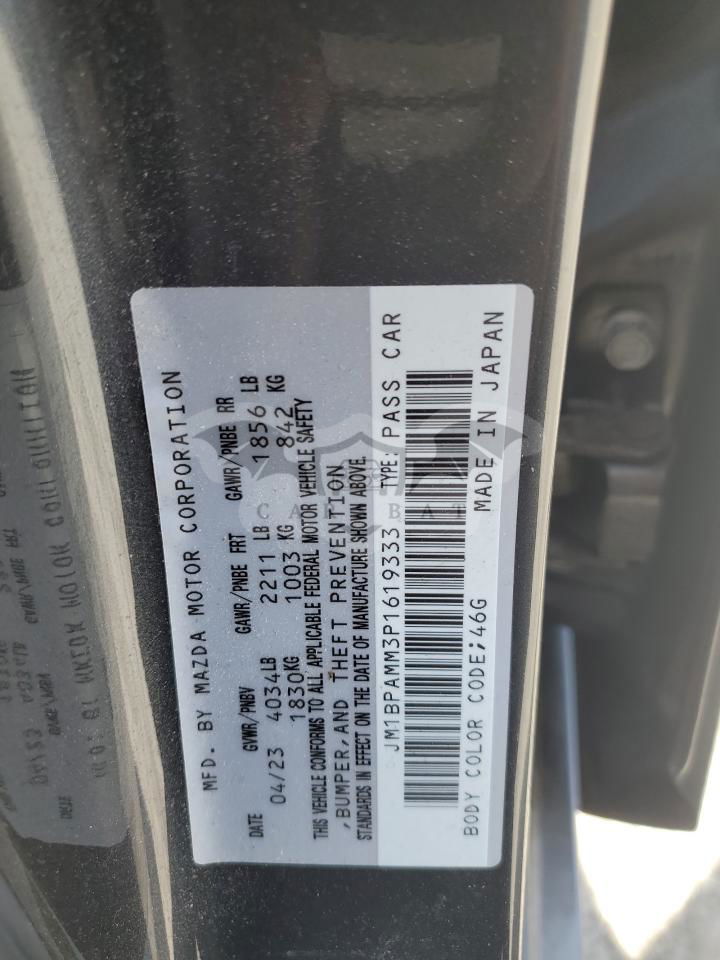 MFD. BY MAZDA MOTOR CORPORATION
DATE GVWR/PNBV GAWR/PNBE FRT GAWR/PNBE RR
04/23 4034LB 2211 LB 1856 LB
1830KG 1003 KG 842 KG
THIS VEHICLE CONFORMS TO ALL APPLICABLE FEDERAL MOTOR VEHICLE SAFETY
,BUMPER,AND THEFT PREVENTION
STANDARDS IN EFFECT ON THE DATE OF MANUFACTURE SHOWN ABOVE.
JM1BPAMM3P1619333 TYPE: PASS CAR
BODY COLOR CODE;46G MADE IN JAPAN